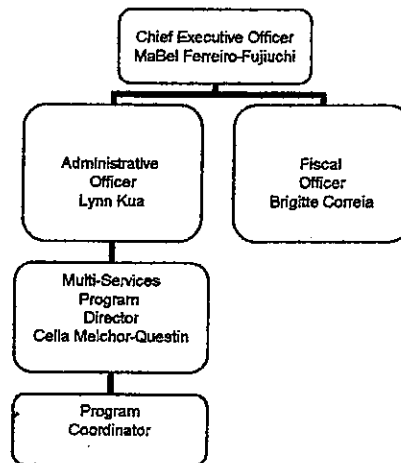 Chief Executive Officer
MaBel Ferreiro-Fujiuchi
Administrative
Officer
Lynn Kua
Fiscal
Officer
Brigitte Correia
Multi-Services
Program
Director
Cella Melchor-Questin
Program
Coordinator